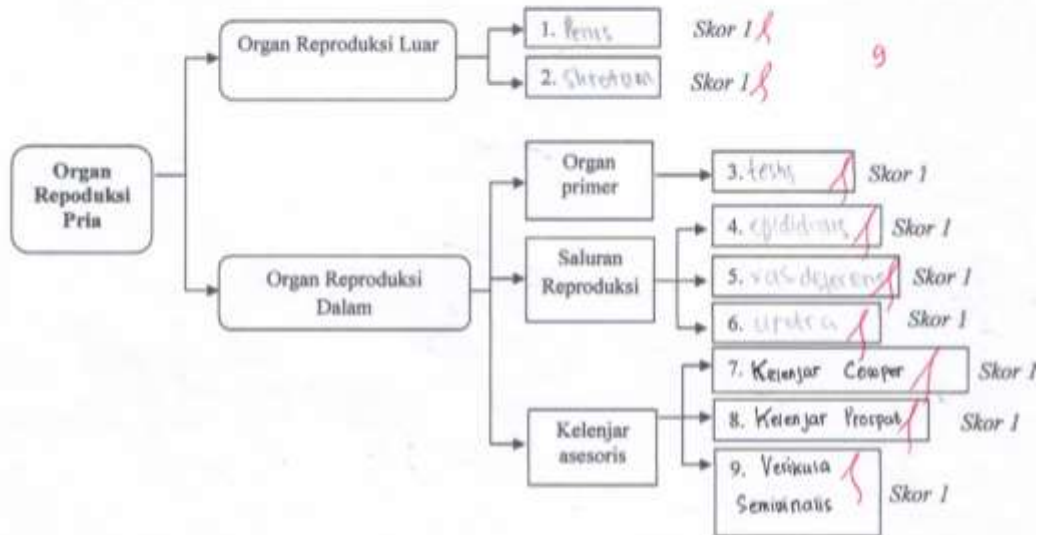 Organ Reproduksi Luar
1. Penis
Skor 1
2. Skrotum
Skor 1
9
Organ
Repoduksi
Pria
Organ
primer
3. testis
Skor 1
4. epididimis
Skor 1
Organ Reproduksi
Dalam
Saluran
Reproduksi
5. vas deferens
Skor 1
6. uretra
Skor 1
7. Kelenjar Cowper
Skor 1
Kelenjar
asesoris
8. Kelenjar Prospat
Skor 1
9. Vesikula
Seminalis
Skor 1